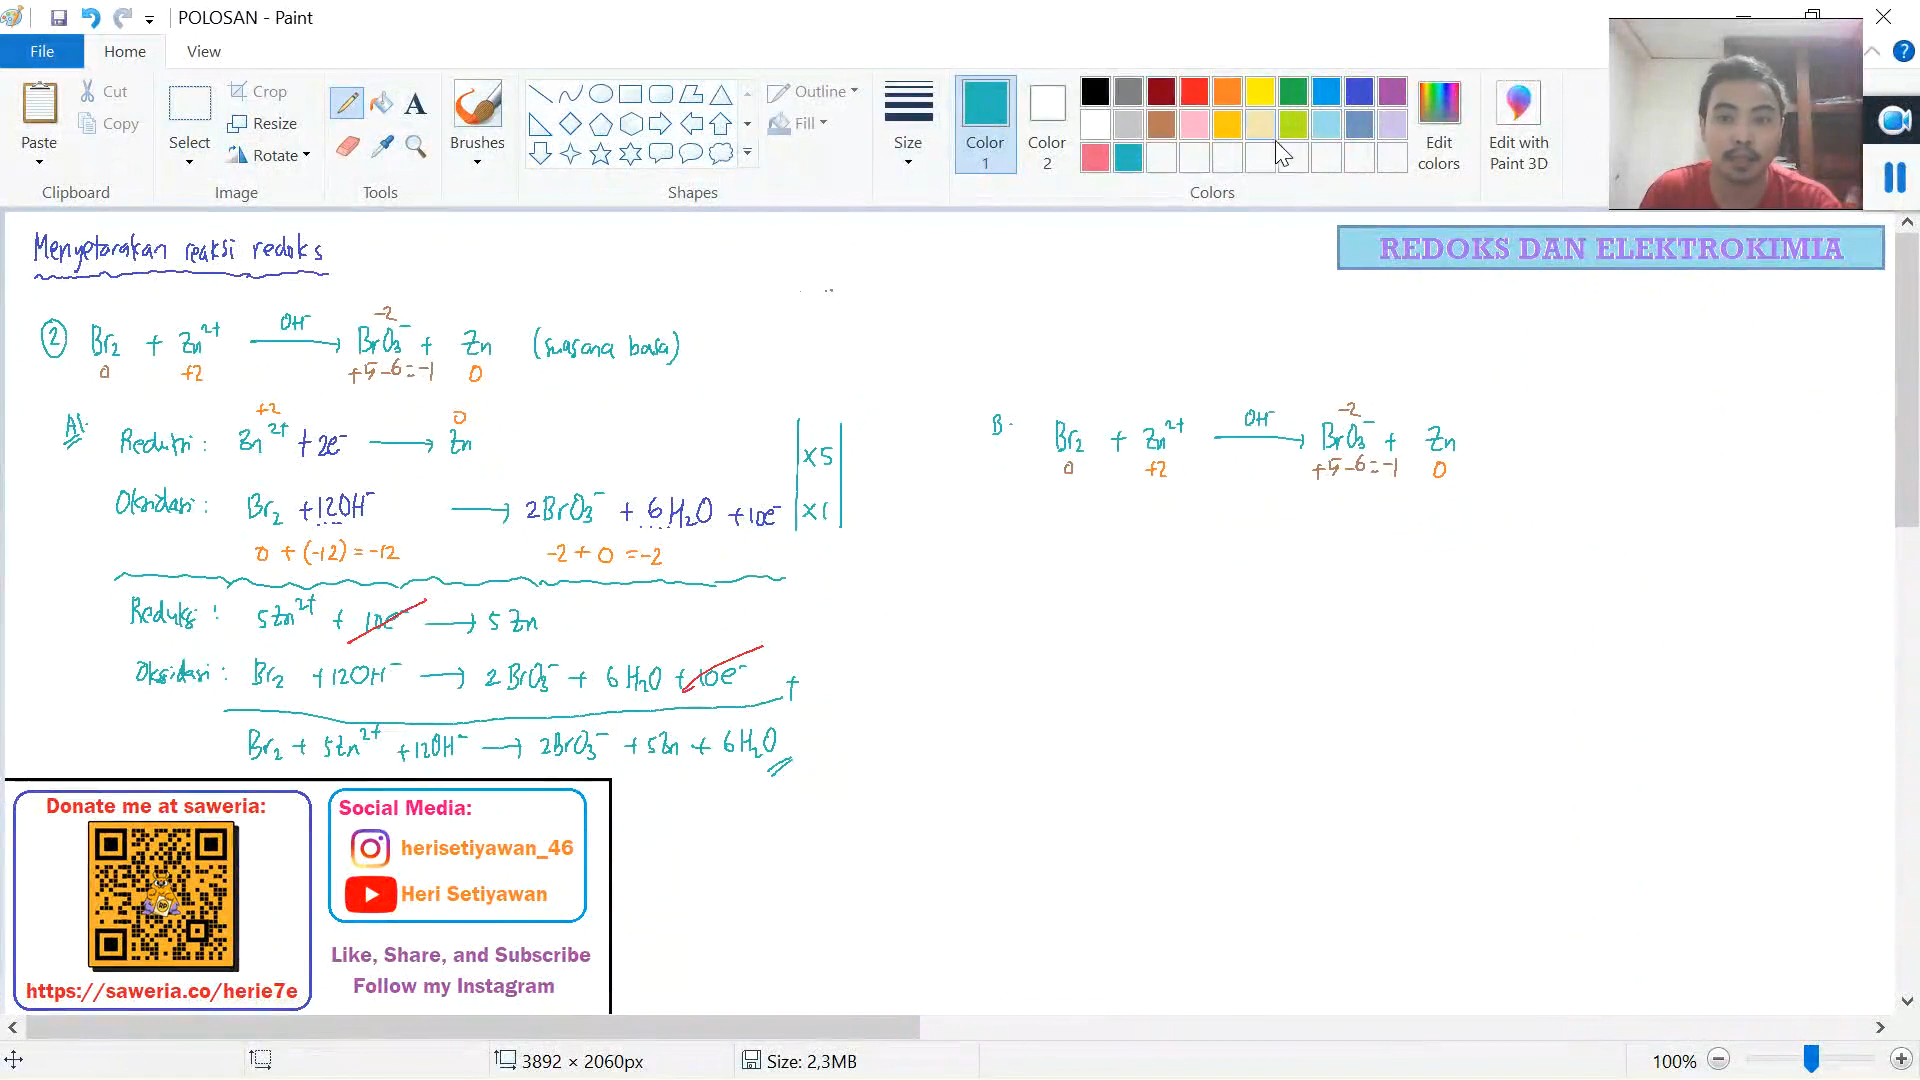 POLOSAN - Paint
File Home View
Paste
Cut
Copy
Clipboard
Select
Crop
Resize
Rotate
Image
A
Tools
Brushes
Outline
Fill
Shapes
Size
Color 1
Color 2
Edit colors
Edit with Paint 3D
Colors
?
Menyetarakan reaksi redoks
REDOKS DAN ELEKTROKIMIA
② Br₂ + Zn²⁺ —OH⁻→ BrO₃⁻ + Zn (suasana basa)
-2
0 +2 +5-6=-1 0
A).
+2 0
Reduksi: Zn²⁺ + 2e⁻ → Zn |x5|
Oksidasi: Br₂ + 12OH⁻ → 2BrO₃⁻ + 6H₂O + 10e⁻ |x1|
0 + (-12) = -12 -2 + 0 = -2
Reduksi: 5Zn²⁺ + 10e⁻ → 5Zn
Oksidasi: Br₂ + 12OH⁻ → 2BrO₃⁻ + 6H₂O + 10e⁻ +
Br₂ + 5Zn²⁺ + 12OH⁻ → 2BrO₃⁻ + 5Zn + 6H₂O
B. Br₂ + Zn²⁺ —OH⁻→ BrO₃⁻ + Zn
-2
0 +2 +5-6=-1 0
Donate me at saweria:
https://saweria.co/herie7e
Social Media:
herisetiyawan_46
Heri Setiyawan
Like, Share, and Subscribe
Follow my Instagram
3892 × 2060px
Size: 2,3MB
100%